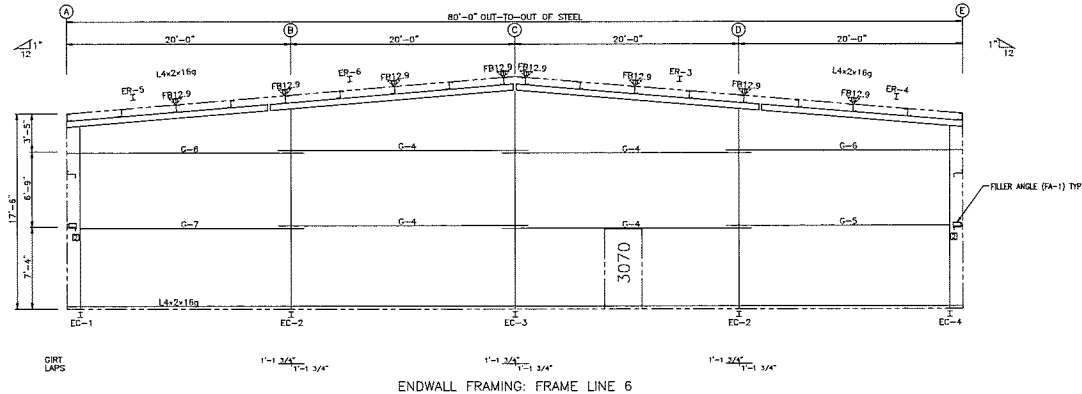 A
B
C
D
E
80'-0" OUT-TO-OUT OF STEEL
20'-0"
20'-0"
20'-0"
20'-0"
1"
12
1"
12
L4x2x16g
ER-5
FB12.9
FB12.9
ER-6
FB12.9
FB12.9
FB12.9
FB12.9
ER-3
FB12.9
FB12.9
L4x2x16g
ER-4
3'-5"
6'-9"
17'-6"
7'-4"
G-6
G-4
G-4
G-6
G-7
G-4
G-4
G-5
FILLER ANGLE (FA-1) TYP.
3070
L4x2x16g
EC-1
EC-2
EC-3
EC-2
EC-4
GIRT
LAPS
1'-1 3/4"
1'-1 3/4"
1'-1 3/4"
1'-1 3/4"
1'-1 3/4"
1'-1 3/4"
ENDWALL FRAMING: FRAME LINE 6